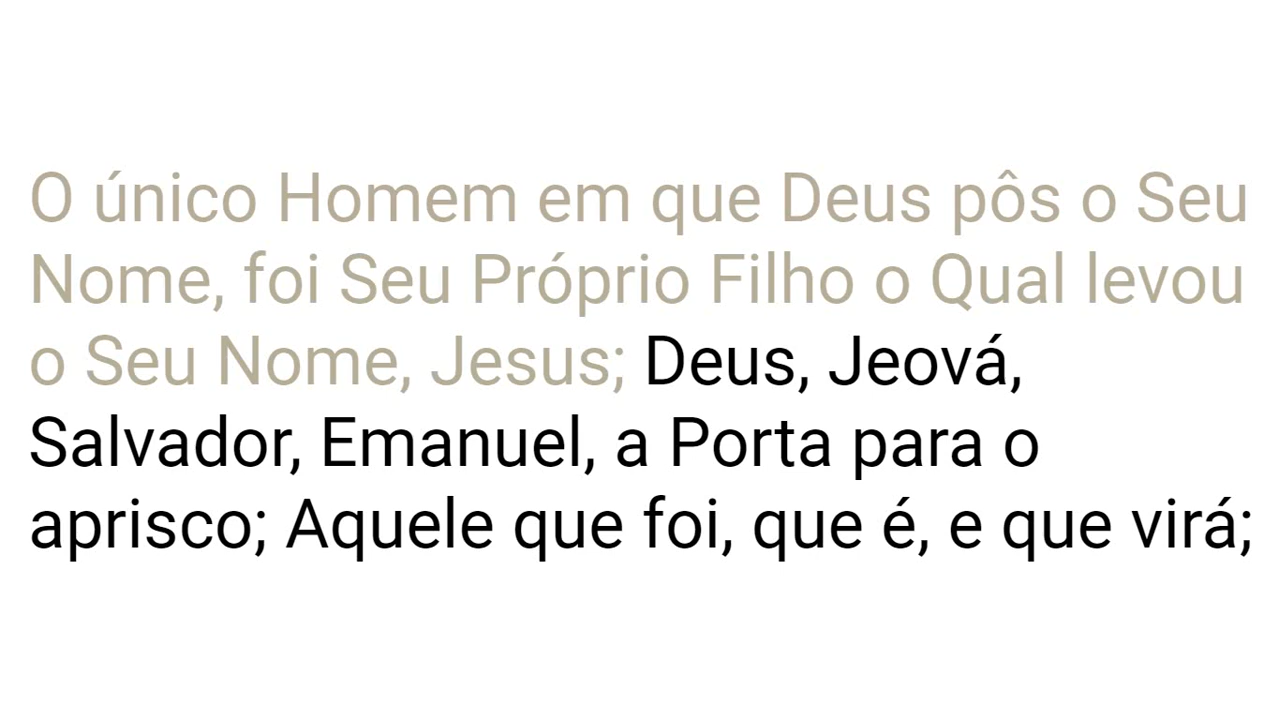 O único Homem em que Deus pôs o Seu
Nome, foi Seu Próprio Filho o Qual levou
o Seu Nome, Jesus; Deus, Jeová,
Salvador, Emanuel, a Porta para o
aprisco; Aquele que foi, que é, e que virá;